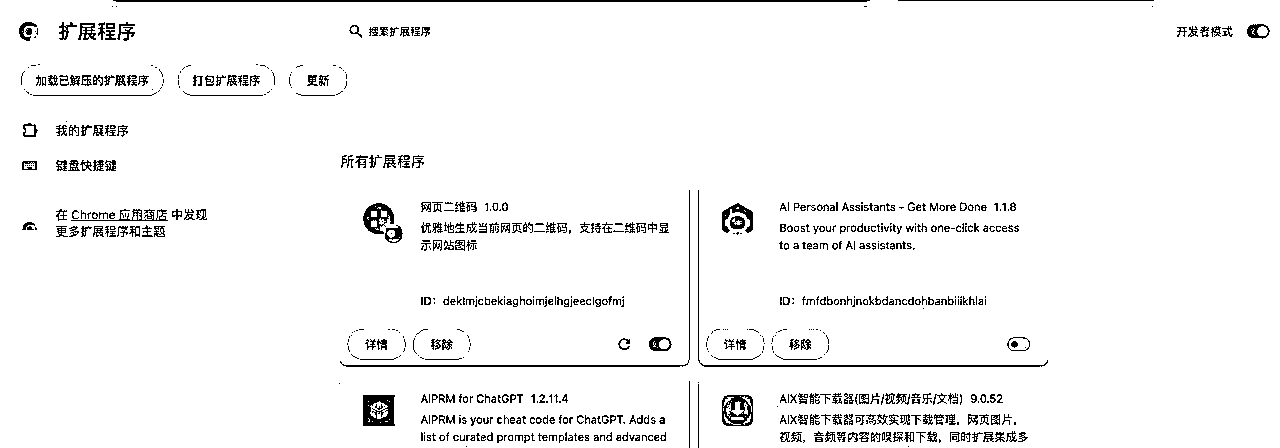 扩展程序
搜索扩展程序
开发者模式
加载已解压的扩展程序
打包扩展程序
更新
我的扩展程序
键盘快捷键
在 Chrome 应用商店 中发现
更多扩展程序和主题
所有扩展程序
网页二维码 1.0.0
优雅地生成当前网页的二维码，支持在二维码中显
示网站图标
ID：dektmjcbekiaghoimjelhgjeeclgofmj
详情
移除
AI Personal Assistants - Get More Done 1.1.8
Boost your productivity with one-click access
to a team of AI assistants.
ID：fmfdbonhjnokbdancdohbanbiiikhlai
详情
移除
AIPRM for ChatGPT 1.2.11.4
AIPRM is your cheat code for ChatGPT. Adds a
list of curated prompt templates and advanced
AIX智能下载器(图片/视频/音乐/文档) 9.0.52
AIX智能下载器可高效实现下载管理，网页图片，
视频，音频等内容的嗅探和下载，同时扩展集成多